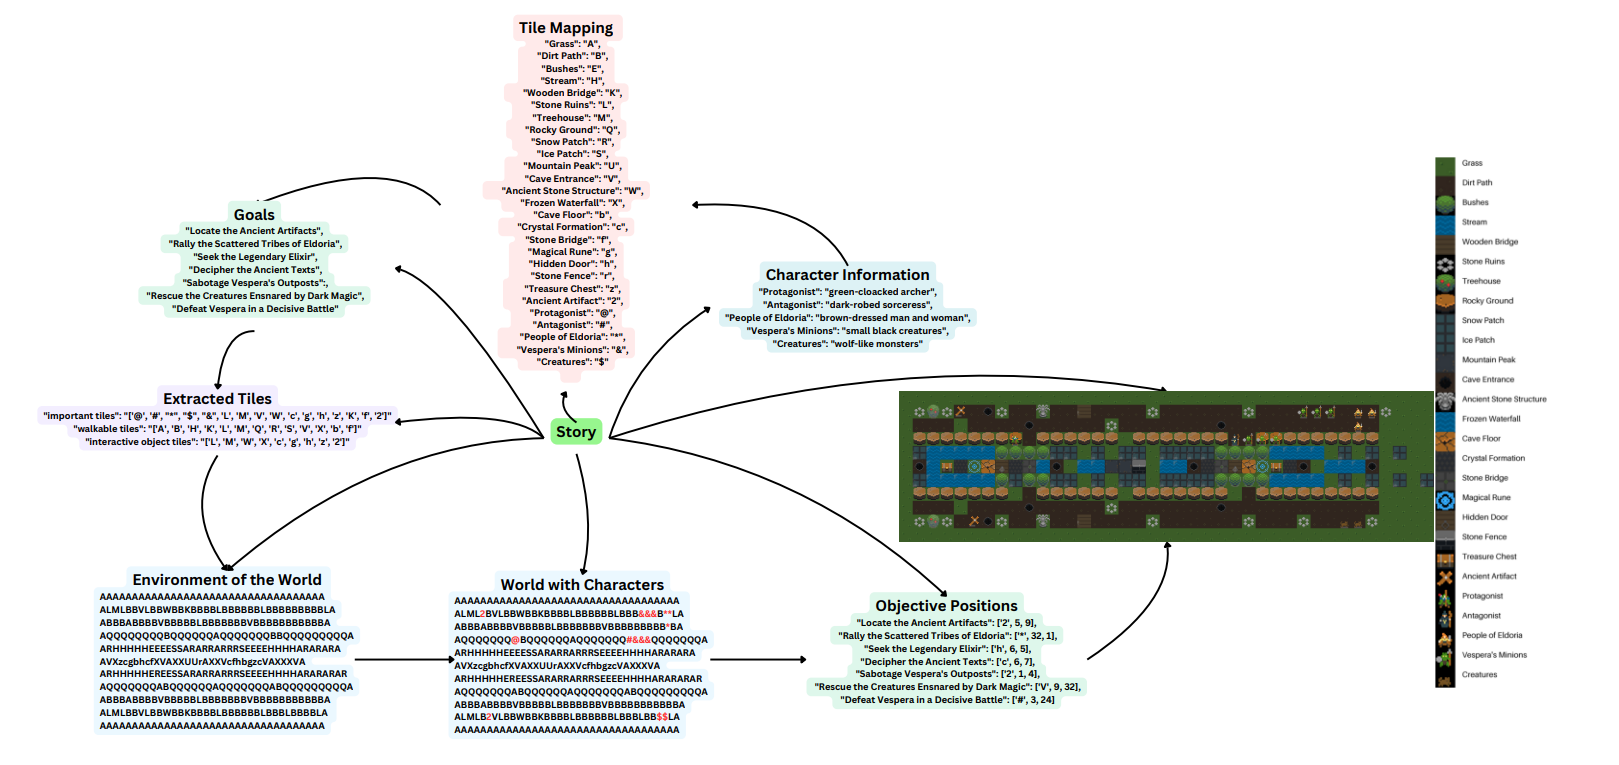 Tile Mapping
"Grass": "A",
"Dirt Path": "B",
"Bushes": "E",
"Stream": "H",
"Wooden Bridge": "K",
"Stone Ruins": "L",
"Treehouse": "M",
"Rocky Ground": "Q",
"Snow Patch": "R",
"Ice Patch": "S",
"Mountain Peak": "U",
"Cave Entrance": "V",
"Ancient Stone Structure": "W",
"Frozen Waterfall": "X",
"Cave Floor": "b",
"Crystal Formation": "c",
"Stone Bridge": "f",
"Magical Rune": "g",
"Hidden Door": "h",
"Stone Fence": "r",
"Treasure Chest": "z",
"Ancient Artifact": "2",
"Protagonist": "@",
"Antagonist": "#",
"People of Eldoria": "*",
"Vespera's Minions": "&",
"Creatures": "$"
Goals
"Locate the Ancient Artifacts",
"Rally the Scattered Tribes of Eldoria",
"Seek the Legendary Elixir",
"Decipher the Ancient Texts",
"Sabotage Vespera's Outposts":,
"Rescue the Creatures Ensnared by Dark Magic",
"Defeat Vespera in a Decisive Battle"
Character Information
"Protagonist": "green-cloacked archer",
"Antagonist": "dark-robed sorceress",
"People of Eldoria": "brown-dressed man and woman",
"Vespera's Minions": "small black creatures",
"Creatures": "wolf-like monsters"
Extracted Tiles
"important tiles": "['@', '#', "*", "$", "&", 'L', 'M', 'V', 'W', 'c', 'g', 'h', 'z', 'K', 'f', '2']"
"walkable tiles": "['A', 'B', 'H', 'K', 'L', 'M', 'Q', 'R', 'S', 'V', 'X', 'b', 'f']"
"interactive object tiles": "['L', 'M', 'W', 'X', 'c', 'g', 'h', 'z', '2']"
Story
Environment of the World
AAAAAAAAAAAAAAAAAAAAAAAAAAAAAAAAAA
ALMLBBVLBBWBBKBBBBLBBBBBBLBBBBBBBBBLA
ABBBABBBBVBBBBBLBBBBBBBVBBBBBBBBBBBA
AQQQQQQQQBQQQQQQAQQQQQQQBBQQQQQQQQQA
ARHHHHHEEEESSARARRARRRSEEEEHHHHARARARA
AVXzcgbhcfXVAXXUUrAXXVcfhbgzcVAXXXVA
ARHHHHHEREESSARARRARRRSEEEEHHHHARARARAR
AQQQQQQQABQQQQQQAQQQQQQQABQQQQQQQQQA
ABBBABBBBVBBBBBLBBBBBBBVBBBBBBBBBBBA
ALMLBBVLBBWBBKBBBBLBBBBBBLBBBLBBBBLA
AAAAAAAAAAAAAAAAAAAAAAAAAAAAAAAAAA
World with Characters
AAAAAAAAAAAAAAAAAAAAAAAAAAAAAAAAAA
ALML2BVLBBWBBKBBBBLBBBBBBLBBB&&&B**LA
ABBBABBBBVBBBBBLBBBBBBBVBBBBBBBBB*BA
AQQQQQQQ@BQQQQQQAQQQQQQQ#&&&QQQQQQQA
ARHHHHHEEEESSARARRARRRSEEEEHHHHARARARA
AVXzcgbhcfXVAXXUUrAXXVcfhbgzcVAXXXVA
ARHHHHHEREESSARARRARRRSEEEEHHHHARARARAR
AQQQQQQQABQQQQQQAQQQQQQQABQQQQQQQQQA
ABBBABBBBVBBBBBLBBBBBBBVBBBBBBBBBBBA
ALMLB2VLBBWBBKBBBBLBBBBBBLBBBLBB$$LA
AAAAAAAAAAAAAAAAAAAAAAAAAAAAAAAAAA
Objective Positions
"Locate the Ancient Artifacts": ['2', 5, 9],
"Rally the Scattered Tribes of Eldoria": ['*', 32, 1],
"Seek the Legendary Elixir": ['h', 6, 5],
"Decipher the Ancient Texts": ['c', 6, 7],
"Sabotage Vespera's Outposts": ['2', 1, 4],
"Rescue the Creatures Ensnared by Dark Magic": ['V', 9, 32],
"Defeat Vespera in a Decisive Battle": ['#', 3, 24]
Grass
Dirt Path
Bushes
Stream
Wooden Bridge
Stone Ruins
Treehouse
Rocky Ground
Snow Patch
Ice Patch
Mountain Peak
Cave Entrance
Ancient Stone Structure
Frozen Waterfall
Cave Floor
Crystal Formation
Stone Bridge
Magical Rune
Hidden Door
Stone Fence
Treasure Chest
Ancient Artifact
Protagonist
Antagonist
People of Eldoria
Vespera's Minions
Creatures